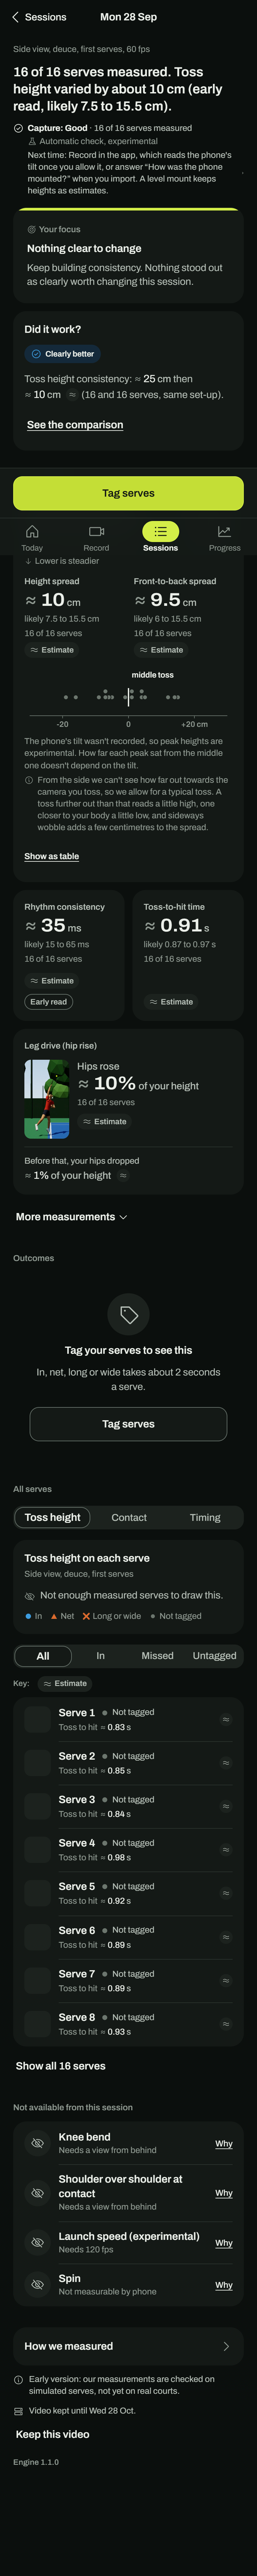 Sessions
Mon 28 Sep
Side view, deuce, first serves, 60 fps
16 of 16 serves measured. Toss
height varied by about 10 cm (early
read, likely 7.5 to 15.5 cm).
Capture: Good · 16 of 16 serves measured
Automatic check, experimental
Next time: Record in the app, which reads the phone's
tilt once you allow it, or answer “How was the phone
mounted?” when you import. A level mount keeps
heights as estimates.
Your focus
Nothing clear to change
Keep building consistency. Nothing stood out
as clearly worth changing this session.
Did it work?
Clearly better
Toss height consistency: ≈ 25 cm then
≈ 10 cm ≈ (16 and 16 serves, same set-up).
See the comparison
Tag serves
Today
Record
Sessions
Progress
↓ Lower is steadier
Height spread
≈ 10 cm
likely 7.5 to 15.5 cm
16 of 16 serves
≈ Estimate
Front-to-back spread
≈ 9.5 cm
likely 6 to 15.5 cm
16 of 16 serves
≈ Estimate
middle toss
-20
0
+20 cm
The phone's tilt wasn't recorded, so peak heights are
experimental. How far each peak sat from the middle
one doesn't depend on the tilt.
From the side we can't see how far out towards the
camera you toss, so we allow for a typical toss. A
toss further out than that reads a little high, one
closer to your body a little low, and sideways
wobble adds a few centimetres to the spread.
Show as table
Rhythm consistency
≈ 35 ms
likely 15 to 65 ms
16 of 16 serves
≈ Estimate
Early read
Toss-to-hit time
≈ 0.91 s
likely 0.87 to 0.97 s
16 of 16 serves
≈ Estimate
Leg drive (hip rise)
Hips rose
≈ 10% of your height
16 of 16 serves
≈ Estimate
Before that, your hips dropped
≈ 1% of your height ≈
More measurements
Outcomes
Tag your serves to see this
In, net, long or wide takes about 2 seconds
a serve.
Tag serves
All serves
Toss height
Contact
Timing
Toss height on each serve
Side view, deuce, first serves
Not enough measured serves to draw this.
In
Net
Long or wide
Not tagged
All
In
Missed
Untagged
Key: ≈ Estimate
Serve 1 Not tagged
Toss to hit ≈ 0.83 s ≈
Serve 2 Not tagged
Toss to hit ≈ 0.85 s ≈
Serve 3 Not tagged
Toss to hit ≈ 0.84 s ≈
Serve 4 Not tagged
Toss to hit ≈ 0.98 s ≈
Serve 5 Not tagged
Toss to hit ≈ 0.92 s ≈
Serve 6 Not tagged
Toss to hit ≈ 0.89 s ≈
Serve 7 Not tagged
Toss to hit ≈ 0.89 s ≈
Serve 8 Not tagged
Toss to hit ≈ 0.93 s ≈
Show all 16 serves
Not available from this session
Knee bend
Needs a view from behind
Why
Shoulder over shoulder at
contact
Needs a view from behind
Why
Launch speed (experimental)
Needs 120 fps
Why
Spin
Not measurable by phone
Why
How we measured
Early version: our measurements are checked on
simulated serves, not yet on real courts.
Video kept until Wed 28 Oct.
Keep this video
Engine 1.1.0